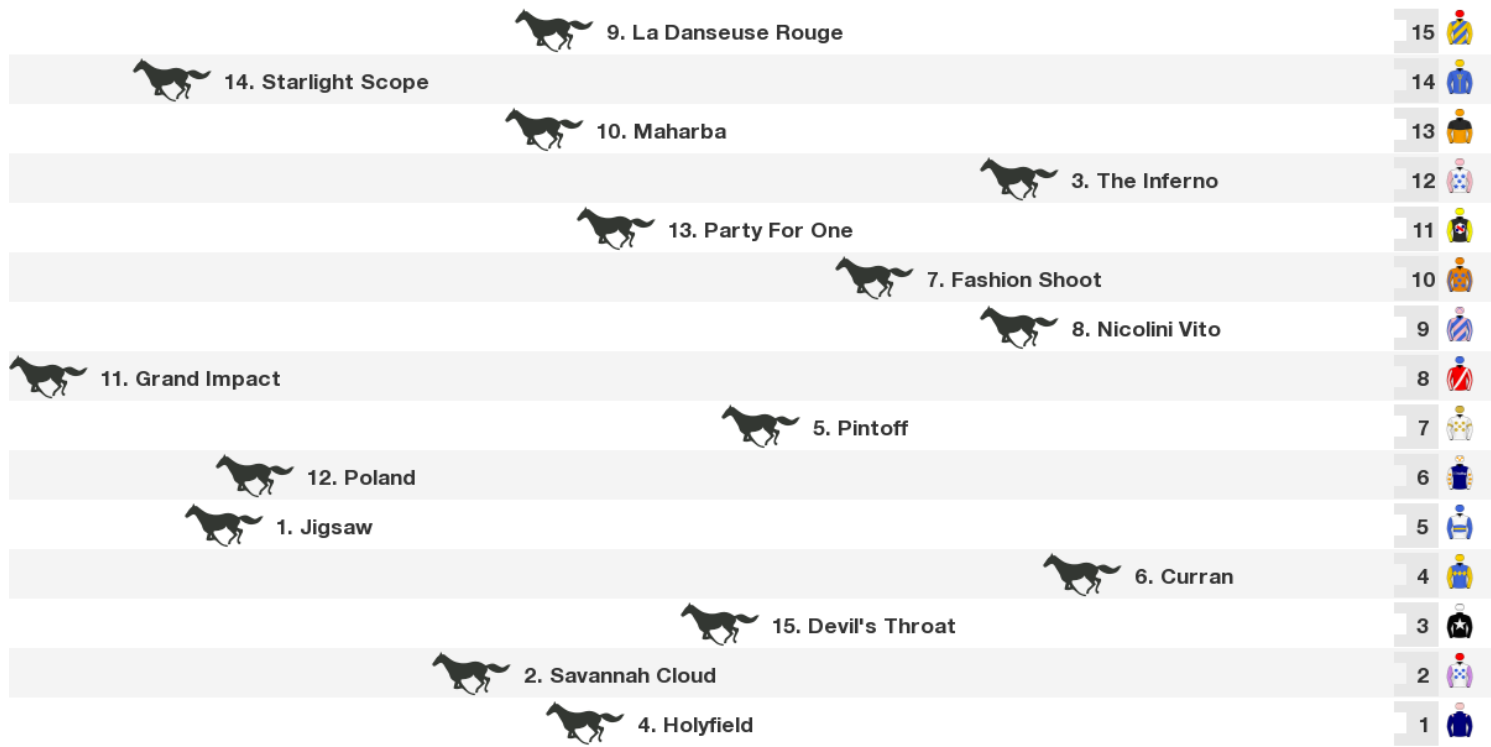 9. La Danseuse Rouge 15
14. Starlight Scope 14
10. Maharba 13
3. The Inferno 12
13. Party For One 11
7. Fashion Shoot 10
8. Nicolini Vito 9
11. Grand Impact 8
5. Pintoff 7
12. Poland 6
1. Jigsaw 5
6. Curran 4
15. Devil's Throat 3
2. Savannah Cloud 2
4. Holyfield 1